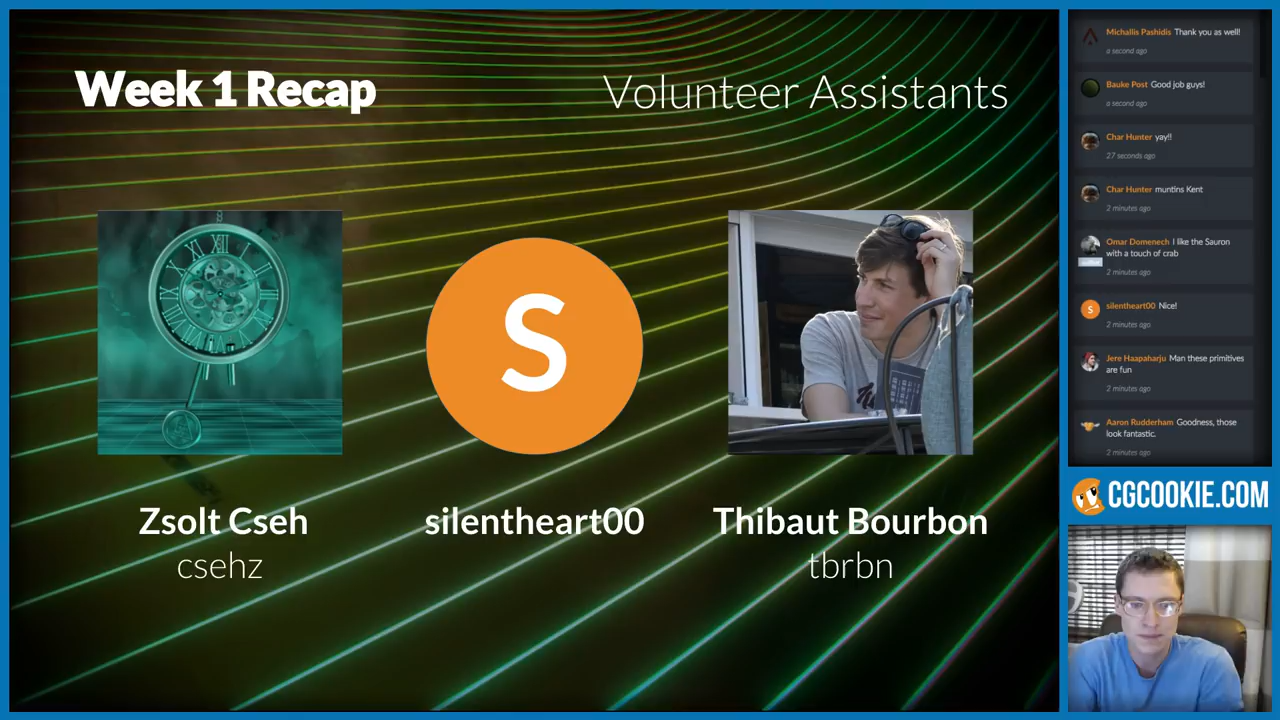 Week 1 Recap
Volunteer Assistants
S
Zsolt Cseh
csehz
silentheart00
Thibaut Bourbon
tbrbn
Michallis Pashidis Thank you as well!
a second ago
Bauke Post Good job guys!
a second ago
Char Hunter yay!!
27 seconds ago
Char Hunter muntins Kent
2 minutes ago
Omar Domenech I like the Sauron
with a touch of crab
2 minutes ago
S
silentheart00 Nice!
2 minutes ago
Jere Haapaharju Man these primitives
are fun
2 minutes ago
Aaron Rudderham Goodness, those
look fantastic.
2 minutes ago
CGCOOKIE.COM